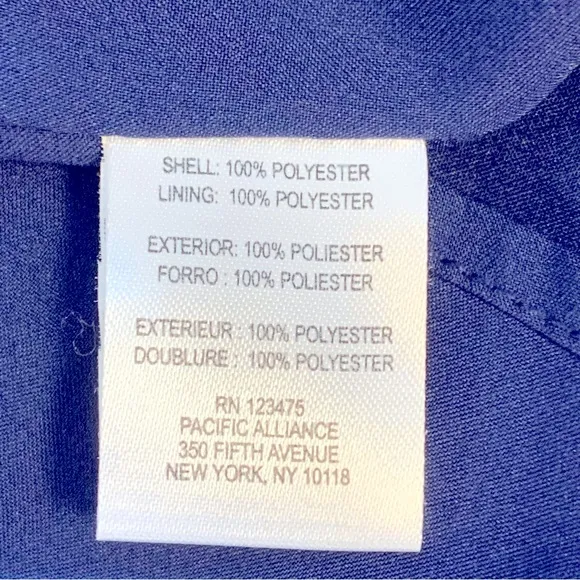 SHELL: 100% POLYESTER
LINING: 100% POLYESTER
EXTERIOR: 100% POLIESTER
FORRO : 100% POLIESTER
EXTERIEUR : 100% POLYESTER
DOUBLURE : 100% POLYESTER
RN 123475
PACIFIC ALLIANCE
350 FIFTH AVENUE
NEW YORK, NY 10118